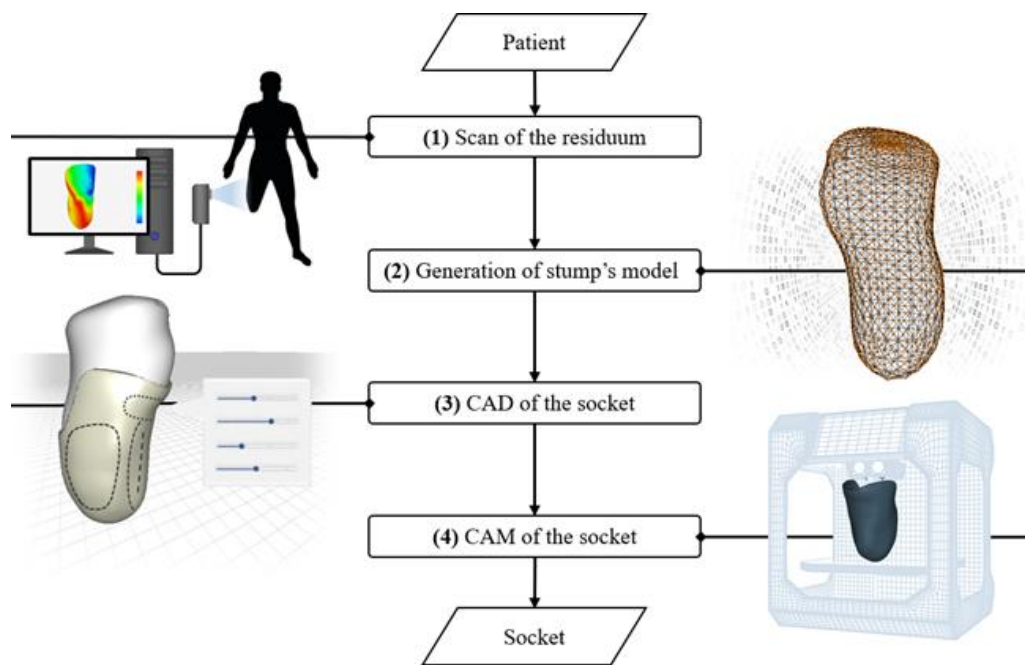 Patient
(1) Scan of the residuum
(2) Generation of stump's model
(3) CAD of the socket
(4) CAM of the socket
Socket